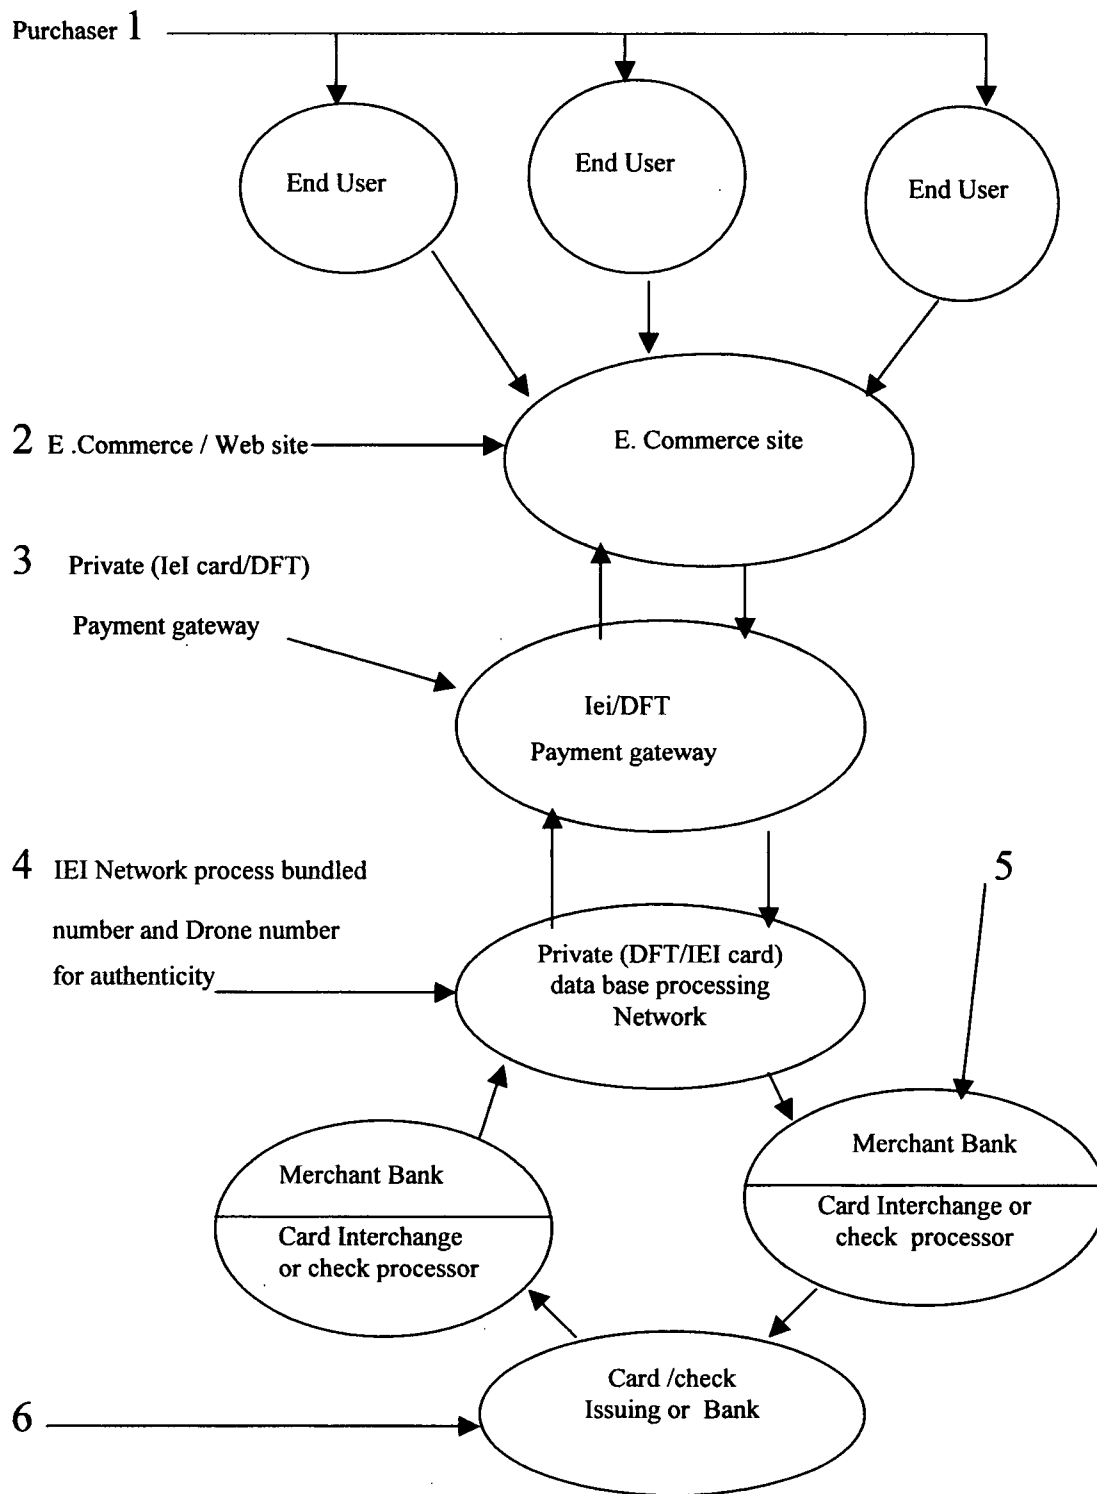 Purchaser 1
End User
End User
End User
2 E .Commerce / Web site
E. Commerce site
3 Private (IeI card/DFT)
Payment gateway
Iei/DFT
Payment gateway
4 IEI Network process bundled
number and Drone number
for authenticity
5
Private (DFT/IEI card)
data base processing
Network
Merchant Bank
Card Interchange
or check processor
Merchant Bank
Card Interchange or
check processor
Card /check
Issuing or Bank
6